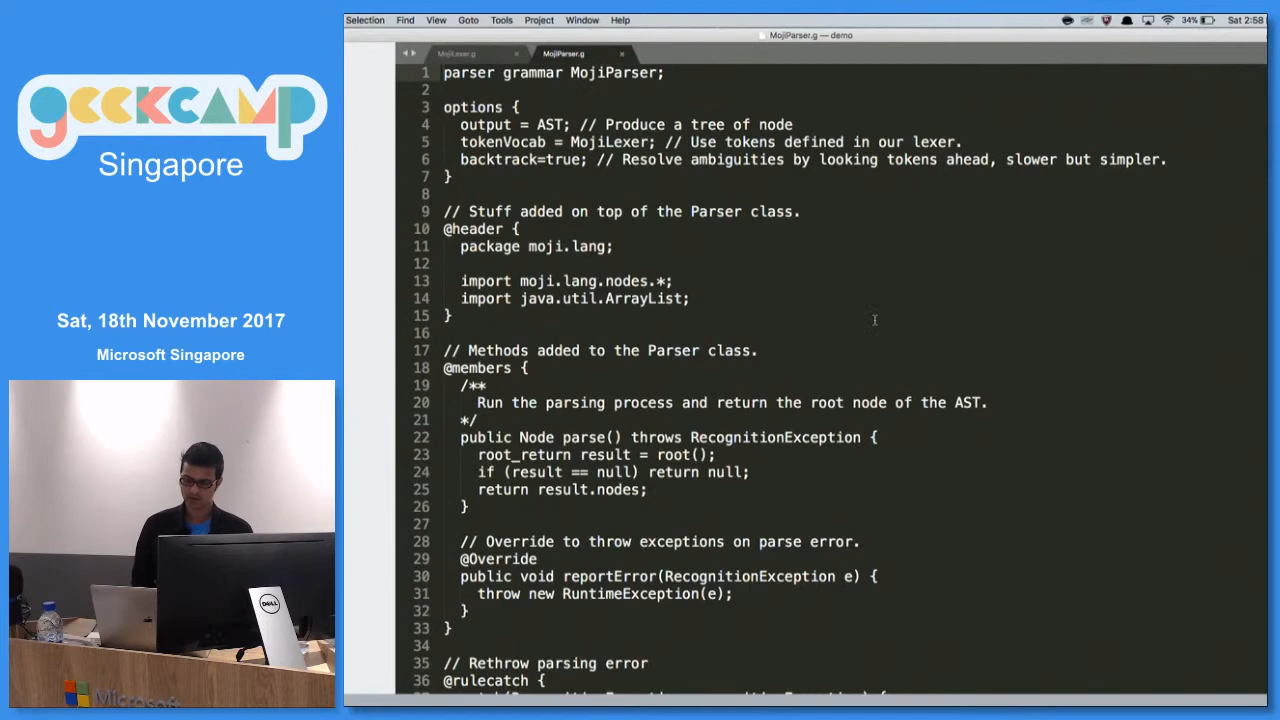 geekcamp
Singapore
Sat, 18th November 2017
Microsoft Singapore
DELL
Microsoft
Selection Find View Goto Tools Project Window Help
34% Sat 2:58
MojiParser.g — demo
MojiLexer.g MojiParser.g
1 parser grammar MojiParser;
2
3 options {
4 output = AST; // Produce a tree of node
5 tokenVocab = MojiLexer; // Use tokens defined in our lexer.
6 backtrack=true; // Resolve ambiguities by looking tokens ahead, slower but simpler.
7 }
8
9 // Stuff added on top of the Parser class.
10 @header {
11 package moji.lang;
12
13 import moji.lang.nodes.*;
14 import java.util.ArrayList;
15 }
16
17 // Methods added to the Parser class.
18 @members {
19 /**
20 Run the parsing process and return the root node of the AST.
21 */
22 public Node parse() throws RecognitionException {
23 root_return result = root();
24 if (result == null) return null;
25 return result.nodes;
26 }
27
28 // Override to throw exceptions on parse error.
29 @Override
30 public void reportError(RecognitionException e) {
31 throw new RuntimeException(e);
32 }
33 }
34
35 // Rethrow parsing error
36 @rulecatch {